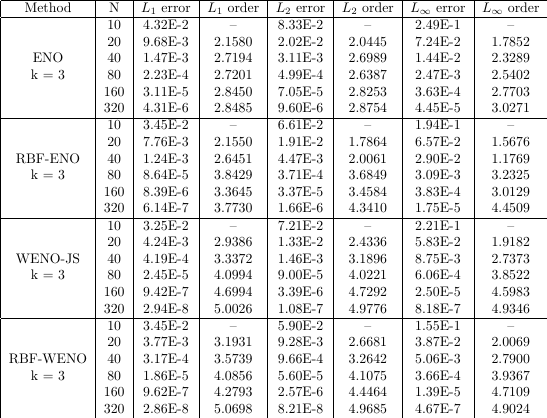 Method N L₁ error L₁ order L₂ error L₂ order L∞ error L∞ order
10 4.32E-2 – 8.33E-2 – 2.49E-1 –
20 9.68E-3 2.1580 2.02E-2 2.0445 7.24E-2 1.7852
ENO 40 1.47E-3 2.7194 3.11E-3 2.6989 1.44E-2 2.3289
k = 3 80 2.23E-4 2.7201 4.99E-4 2.6387 2.47E-3 2.5402
160 3.11E-5 2.8450 7.05E-5 2.8253 3.63E-4 2.7703
320 4.31E-6 2.8485 9.60E-6 2.8754 4.45E-5 3.0271
10 3.45E-2 – 6.61E-2 – 1.94E-1 –
20 7.76E-3 2.1550 1.91E-2 1.7864 6.57E-2 1.5676
RBF-ENO 40 1.24E-3 2.6451 4.47E-3 2.0061 2.90E-2 1.1769
k = 3 80 8.64E-5 3.8429 3.71E-4 3.6849 3.09E-3 3.2325
160 8.39E-6 3.3645 3.37E-5 3.4584 3.83E-4 3.0129
320 6.14E-7 3.7730 1.66E-6 4.3410 1.75E-5 4.4509
10 3.25E-2 – 7.21E-2 – 2.21E-1 –
20 4.24E-3 2.9386 1.33E-2 2.4336 5.83E-2 1.9182
WENO-JS 40 4.19E-4 3.3372 1.46E-3 3.1896 8.75E-3 2.7373
k = 3 80 2.45E-5 4.0994 9.00E-5 4.0221 6.06E-4 3.8522
160 9.42E-7 4.6994 3.39E-6 4.7292 2.50E-5 4.5983
320 2.94E-8 5.0026 1.08E-7 4.9776 8.18E-7 4.9346
10 3.45E-2 – 5.90E-2 – 1.55E-1 –
20 3.77E-3 3.1931 9.28E-3 2.6681 3.87E-2 2.0069
RBF-WENO 40 3.17E-4 3.5739 9.66E-4 3.2642 5.06E-3 2.7900
k = 3 80 1.86E-5 4.0856 5.60E-5 4.1075 3.66E-4 3.9367
160 9.62E-7 4.2793 2.57E-6 4.4464 1.39E-5 4.7109
320 2.86E-8 5.0698 8.21E-8 4.9685 4.67E-7 4.9024